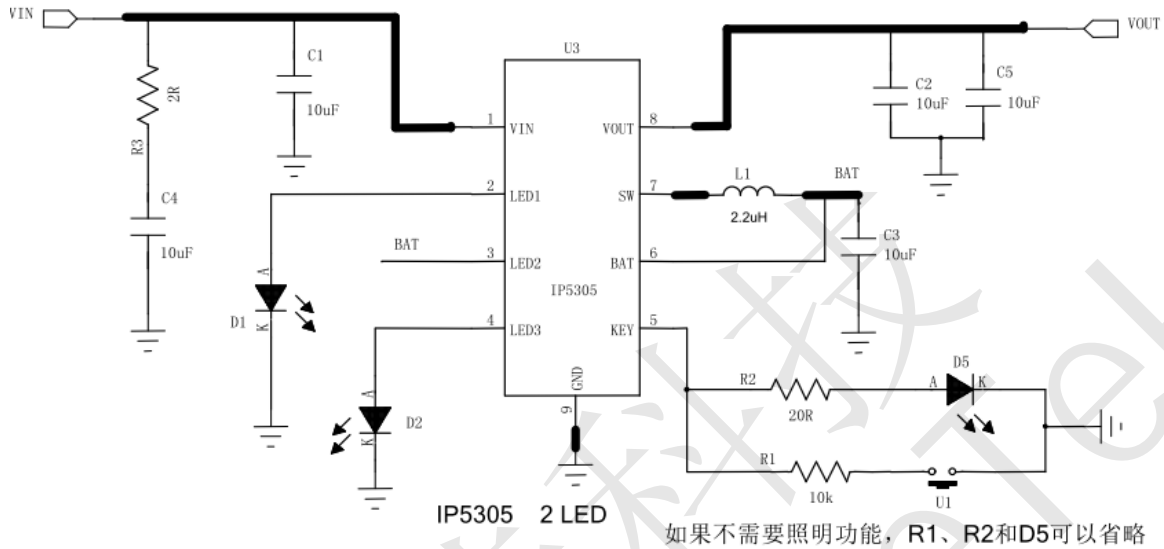 VIN
VOUT
U3
C1
10uF
2R
R3
C4
10uF
C2
10uF
C5
10uF
1
VIN
VOUT
8
2
LED1
SW
7
L1
2.2uH
BAT
BAT
3
LED2
BAT
6
C3
10uF
IP5305
4
LED3
KEY
5
A
D1
K
A
D2
K
GND
9
R2
20R
A
D5
K
R1
10k
U1
IP5305 2 LED
如果不需要照明功能，R1、R2和D5可以省略